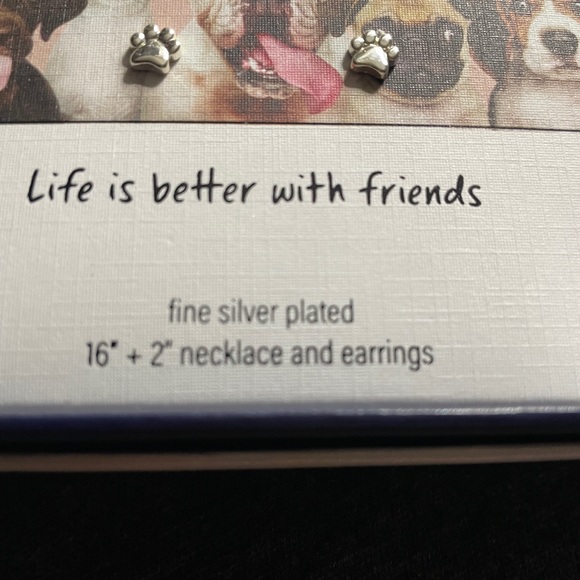 Life is better with friends
fine silver plated
16" + 2" necklace and earrings